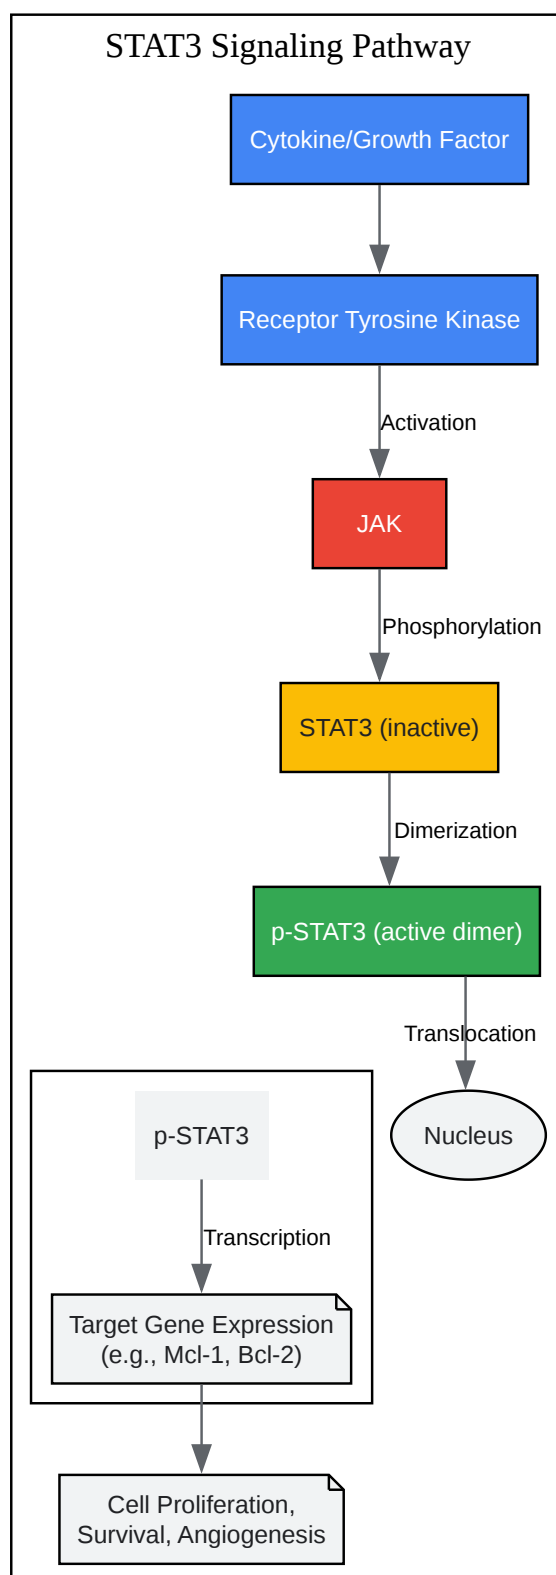 STAT3 Signaling Pathway
Cytokine/Growth Factor
Receptor Tyrosine Kinase
Activation
JAK
Phosphorylation
STAT3 (inactive)
Dimerization
p-STAT3 (active dimer)
Translocation
Nucleus
p-STAT3
Transcription
Target Gene Expression
(e.g., Mcl-1, Bcl-2)
Cell Proliferation,
Survival, Angiogenesis